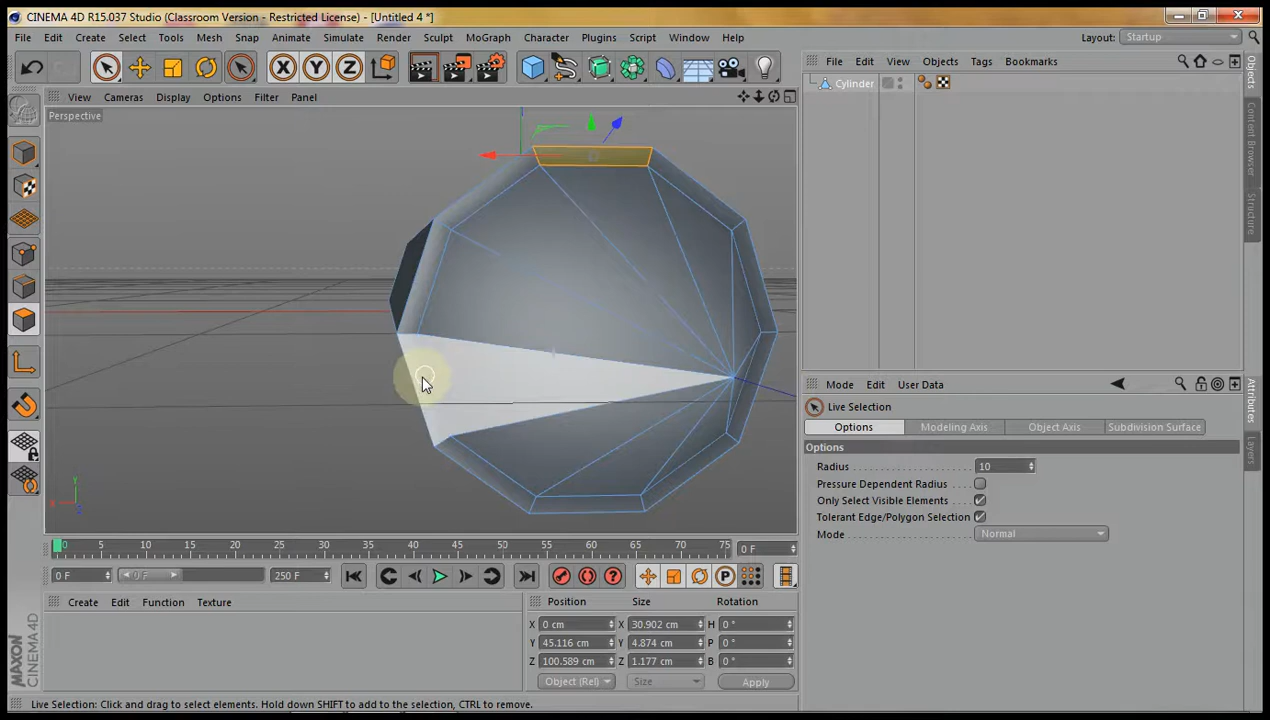 CINEMA 4D R15.037 Studio (Classroom Version - Restricted License) - [Untitled 4 *]
File Edit Create Select Tools Mesh Snap Animate Simulate Render Sculpt MoGraph Character Plugins Script Window Help
Layout: Startup
X Y Z
View Cameras Display Options Filter Panel
File Edit View Objects Tags Bookmarks
Perspective
Cylinder
Objects
Content Browser
Structure
Mode Edit User Data
Live Selection
Options Modeling Axis Object Axis Subdivision Surface
Options
Radius 10
Pressure Dependent Radius
Only Select Visible Elements
Tolerant Edge/Polygon Selection
Mode Normal
Attributes
Layers
Y
X
Z
0 5 10 15 20 25 30 35 40 45 50 55 60 65 70 75 0 F
0 F 0 F 250 F P
Create Edit Function Texture
Position Size Rotation
X 0 cm X 30.902 cm H 0 °
Y 45.116 cm Y 4.874 cm P 0 °
Z 100.589 cm Z 1.177 cm B 0 °
Object (Rel) Size Apply
MAXON
CINEMA 4D
Live Selection: Click and drag to select elements. Hold down SHIFT to add to the selection, CTRL to remove.